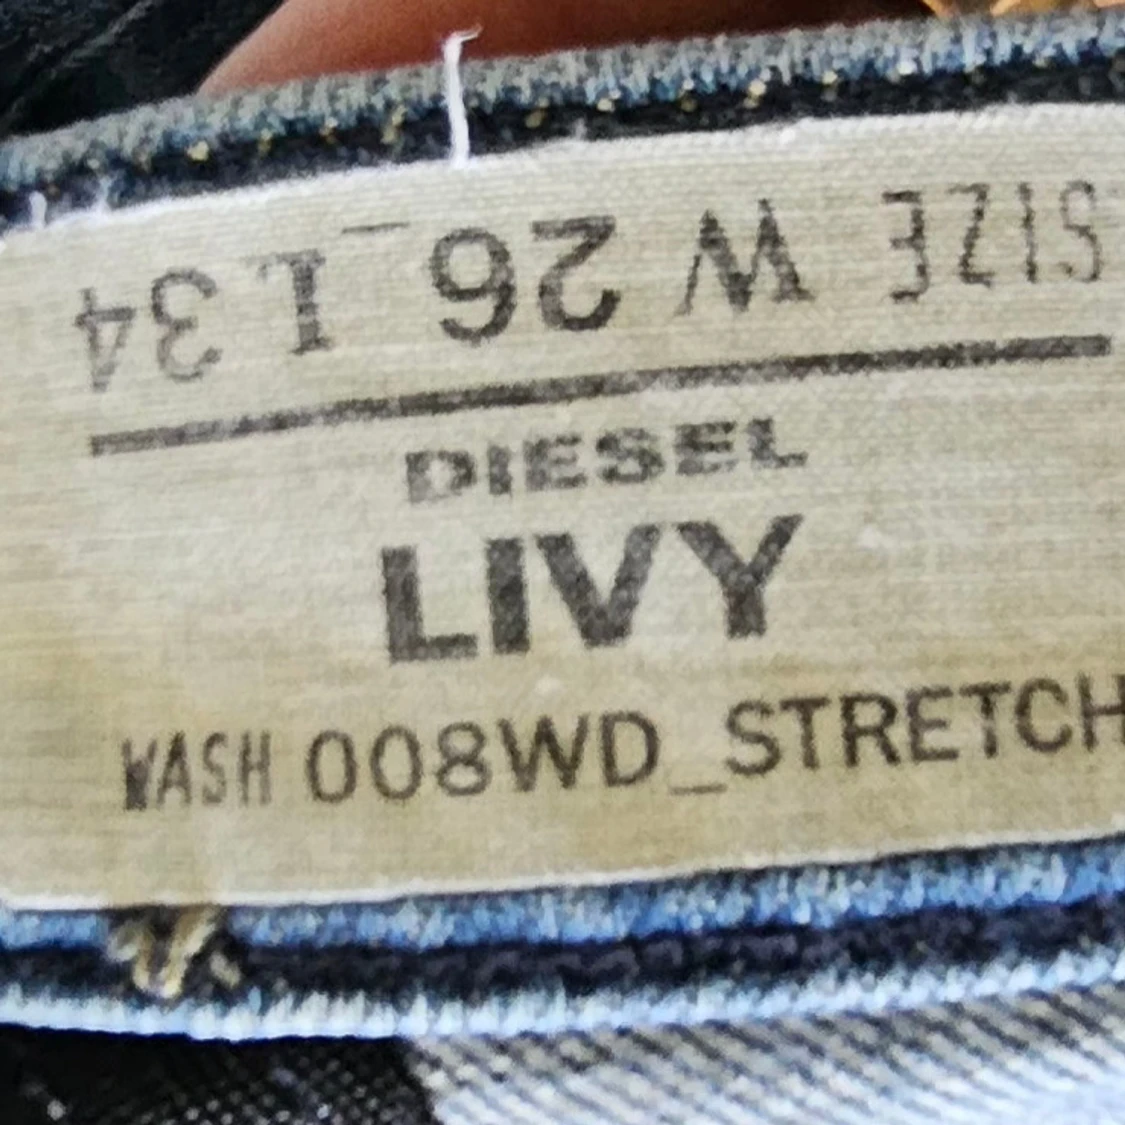 SIZE W 26_L 34
DIESEL
LIVY
WASH 008WD_STRETCH